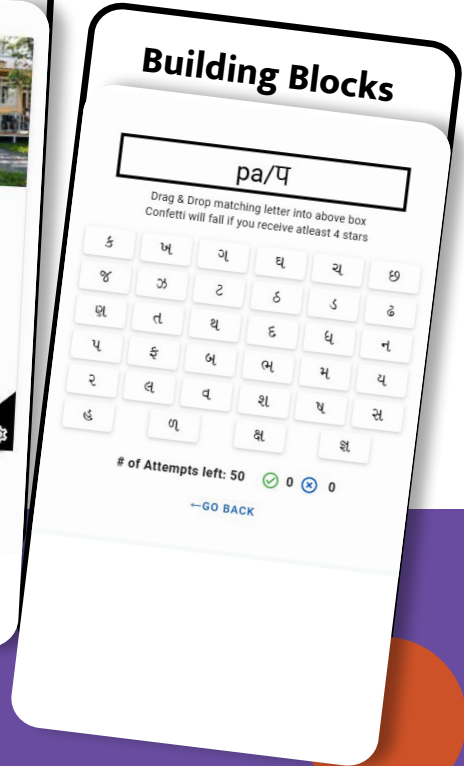 Building Blocks
pa/प
Drag & Drop matching letter into above box
Confetti will fall if you receive atleast 4 stars
ક ખ ગ ઘ ચ છ
જ ઝ ટ ઠ ડ ઢ
ણ ત થ દ ધ ન
પ ફ બ ભ મ ય
ર લ વ શ ષ સ
હ ળ ક્ષ જ્ઞ
# of Attempts left: 50 0 0
←GO BACK